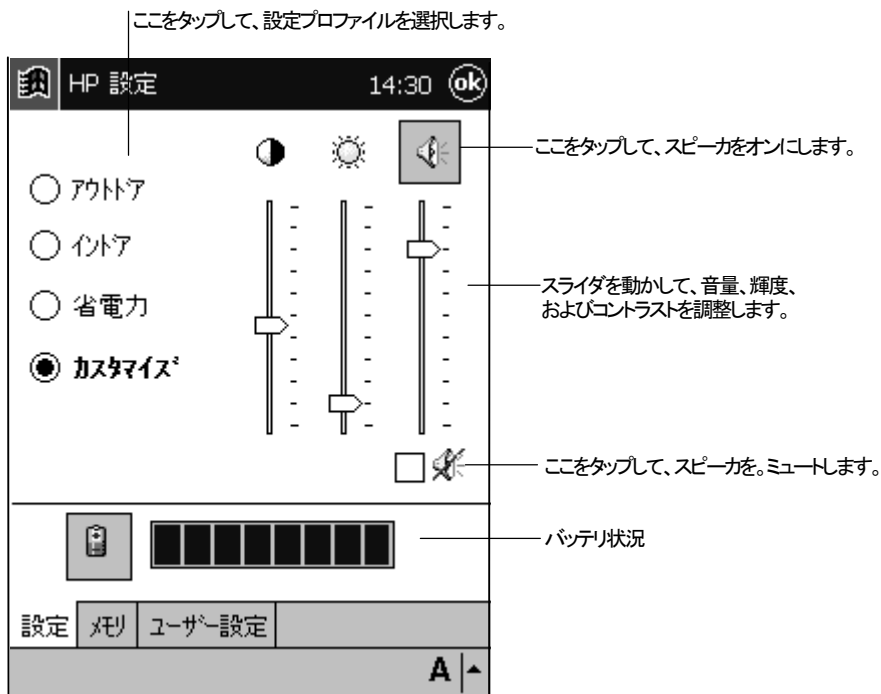 ここをタップして、設定プロファイルを選択します。
HP 設定 14:30 ok
ここをタップして、スピーカをオンにします。
アウトドア
インドア
省電力
カスタマイズ
スライダを動かして、音量、輝度、
およびコントラストを調整します。
ここをタップして、スピーカを。ミュートします。
バッテリ状況
設定 メモリ ユーザー設定
A